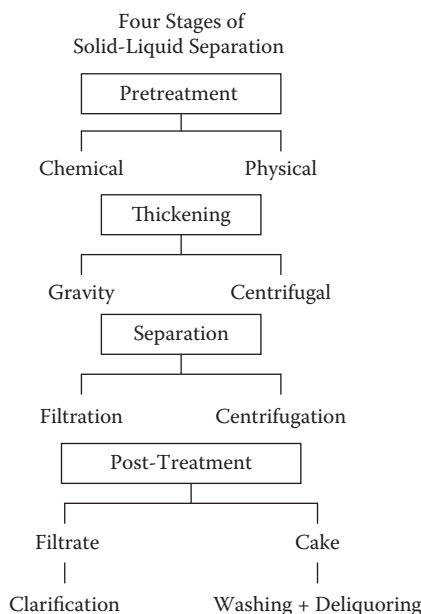 Four Stages of
Solid-Liquid Separation
Pretreatment
Chemical Physical
Thickening
Gravity Centrifugal
Separation
Filtration Centrifugation
Post-Treatment
Filtrate Cake
Clarification Washing + Deliquoring